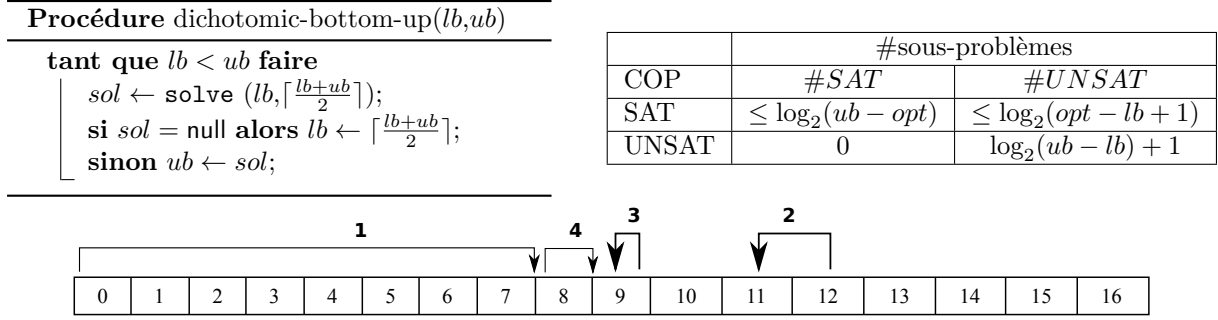 Procédure dichotomic-bottom-up(lb,ub)
tant que lb < ub faire
sol ← solve (lb,⌈(lb+ub)/2⌉);
si sol = null alors lb ← ⌈(lb+ub)/2⌉;
sinon ub ← sol;
#sous-problèmes
COP #SAT #UNSAT
SAT ≤ log₂(ub − opt) ≤ log₂(opt − lb + 1)
UNSAT 0 log₂(ub − lb) + 1
1 4 3 2
0 1 2 3 4 5 6 7 8 9 10 11 12 13 14 15 16